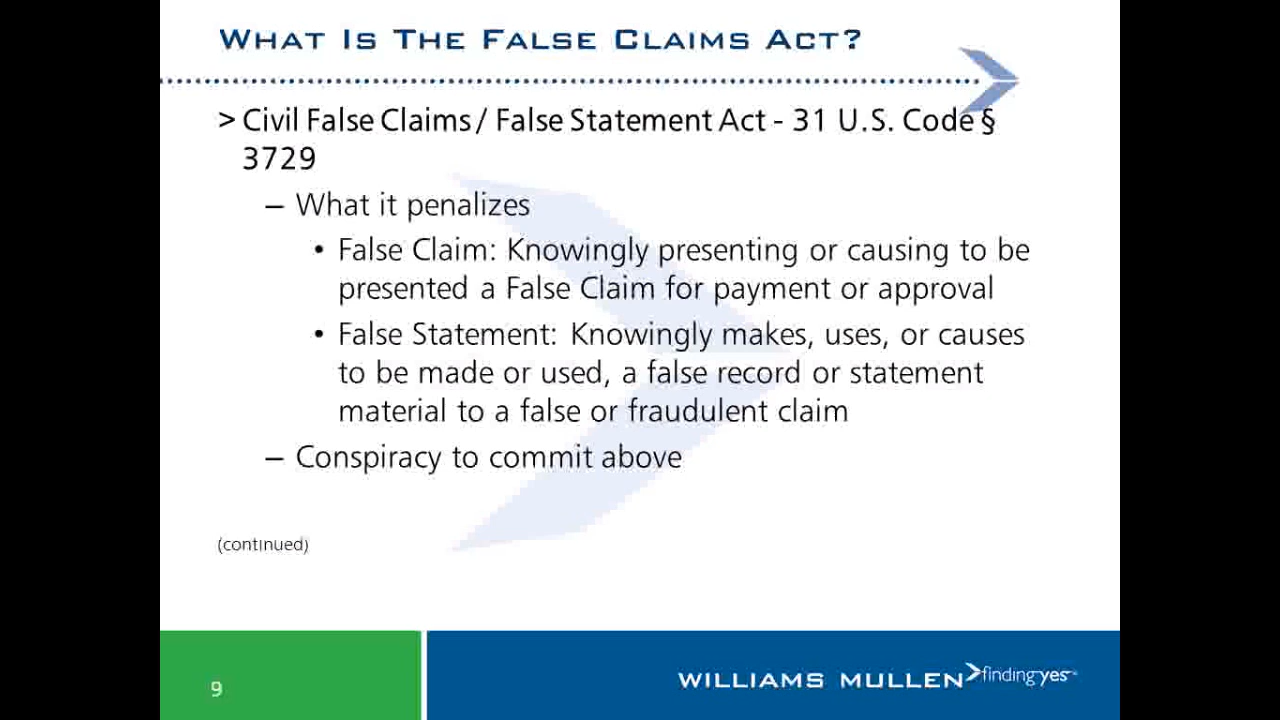 WHAT IS THE FALSE CLAIMS ACT?
> Civil False Claims / False Statement Act - 31 U.S. Code §
3729
– What it penalizes
• False Claim: Knowingly presenting or causing to be
presented a False Claim for payment or approval
• False Statement: Knowingly makes, uses, or causes
to be made or used, a false record or statement
material to a false or fraudulent claim
– Conspiracy to commit above
(continued)
9
WILLIAMS MULLEN finding yes™